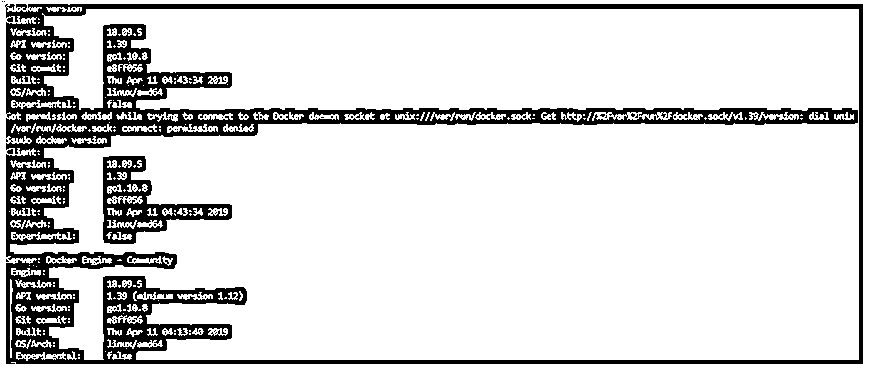 $docker version
Client:
Version: 18.09.5
API version: 1.39
Go version: go1.10.8
Git commit: e8ff056
Built: Thu Apr 11 04:43:34 2019
OS/Arch: linux/amd64
Experimental: false
Got permission denied while trying to connect to the Docker daemon socket at unix:///var/run/docker.sock: Get http://%2Fvar%2Frun%2Fdocker.sock/v1.39/version: dial unix
/var/run/docker.sock: connect: permission denied
$sudo docker version
Client:
Version: 18.09.5
API version: 1.39
Go version: go1.10.8
Git commit: e8ff056
Built: Thu Apr 11 04:43:34 2019
OS/Arch: linux/amd64
Experimental: false
Server: Docker Engine - Community
Engine:
Version: 18.09.5
API version: 1.39 (minimum version 1.12)
Go version: go1.10.8
Git commit: e8ff056
Built: Thu Apr 11 04:13:40 2019
OS/Arch: linux/amd64
Experimental: false